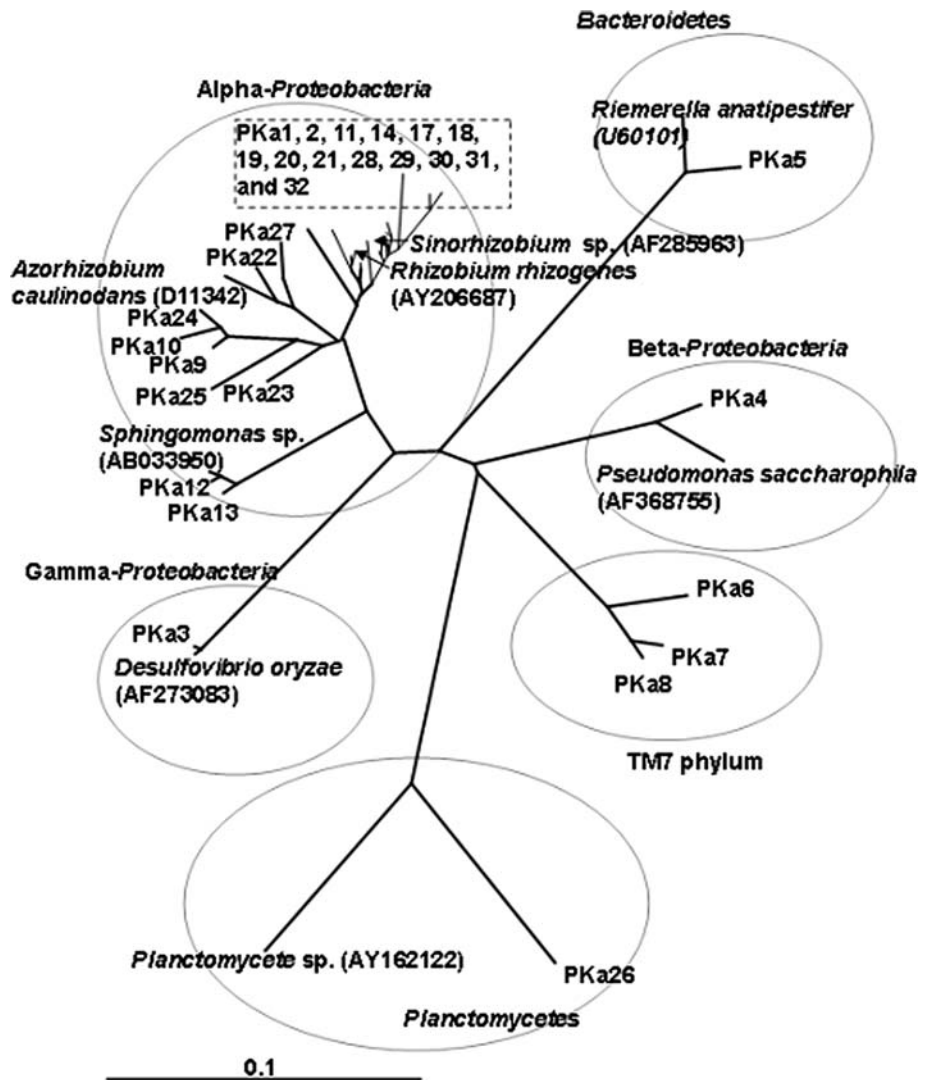 Bacteroidetes
Alpha-Proteobacteria
PKa1, 2, 11, 14, 17, 18,
19, 20, 21, 28, 29, 30, 31,
and 32
Riemerella anatipestifer
(U60101)
PKa5
PKa27
PKa22
Sinorhizobium sp. (AF285963)
Rhizobium rhizogenes
(AY206687)
Azorhizobium
caulinodans (D11342)
PKa24
PKa10
PKa9
PKa25
PKa23
Beta-Proteobacteria
PKa4
Pseudomonas saccharophila
(AF368755)
Sphingomonas sp.
(AB033950)
PKa12
PKa13
Gamma-Proteobacteria
PKa3
Desulfovibrio oryzae
(AF273083)
PKa6
PKa7
PKa8
TM7 phylum
Planctomycete sp. (AY162122)
PKa26
Planctomycetes
0.1